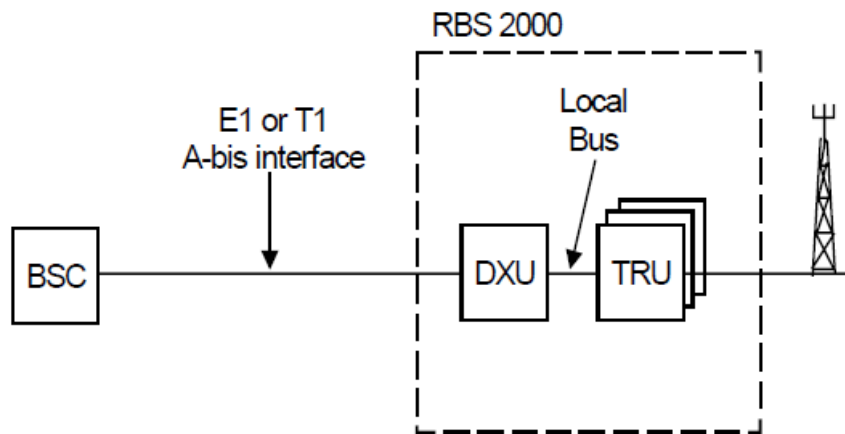 RBS 2000
E1 or T1
A-bis interface
Local
Bus
BSC
DXU
TRU